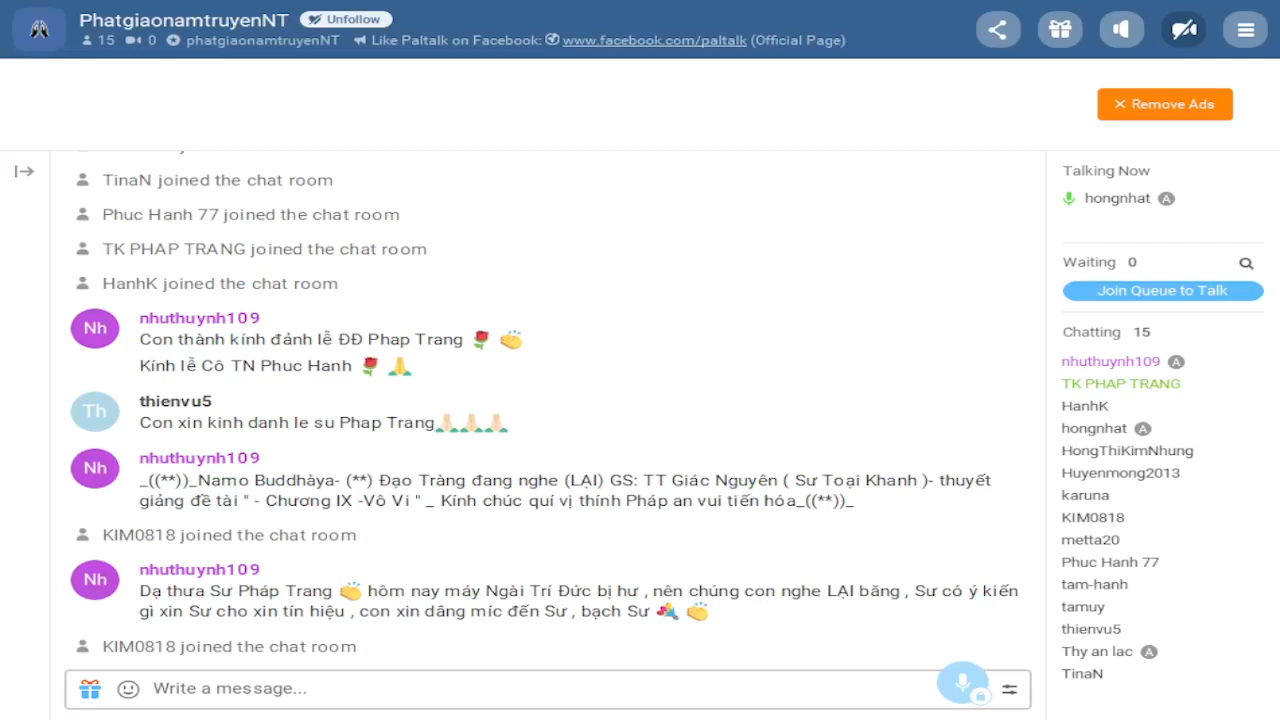 PhatgiaonamtruyenNT Unfollow
15 0 phatgiaonamtruyenNT Like Paltalk on Facebook: www.facebook.com/paltalk (Official Page)
Remove Ads
TinaN joined the chat room
Phuc Hanh 77 joined the chat room
TK PHAP TRANG joined the chat room
HanhK joined the chat room
Nh
nhuthuynh109
Con thành kính đảnh lễ ĐĐ Phap Trang 🌹 👏
Kính lễ Cô TN Phuc Hanh 🌹 🙏
Th
thienvu5
Con xin kinh danh le su Phap Trang🙏🏻🙏🏻🙏🏻
Nh
nhuthuynh109
_((**))_Namo Buddhàya- (**) Đạo Tràng đang nghe (LẠI) GS: TT Giác Nguyên ( Sư Toại Khanh )- thuyết
giảng đề tài " - Chương IX -Vô Vi " _ Kính chúc quí vị thính Pháp an vui tiến hóa_((**))_
KIM0818 joined the chat room
Nh
nhuthuynh109
Dạ thưa Sư Pháp Trang 👏 hôm nay máy Ngài Trí Đức bị hư , nên chúng con nghe LẠI băng , Sư có ý kiến
gì xin Sư cho xin tín hiệu , con xin dâng míc đến Sư , bạch Sư 💐 👏
KIM0818 joined the chat room
Write a message...
Talking Now
hongnhat A
Waiting 0
Join Queue to Talk
Chatting 15
nhuthuynh109 A
TK PHAP TRANG
HanhK
hongnhat A
HongThiKimNhung
Huyenmong2013
karuna
KIM0818
metta20
Phuc Hanh 77
tam-hanh
tamuy
thienvu5
Thy an lac A
TinaN